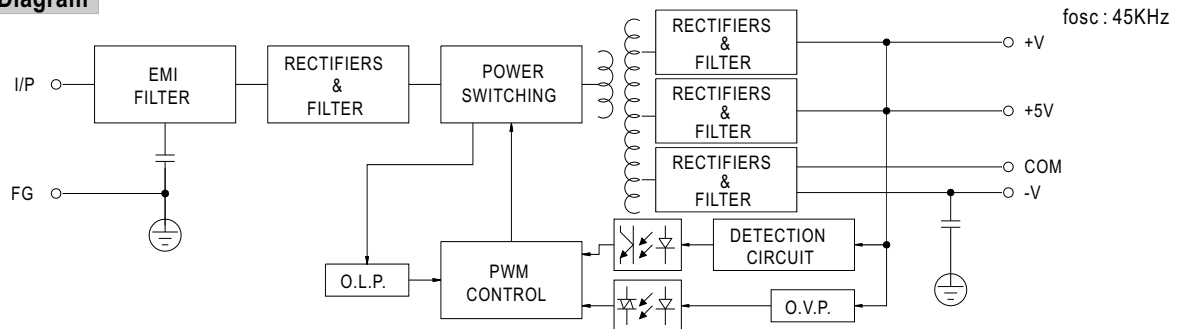 Diagram
fosc : 45KHz
I/P
EMI
FILTER
RECTIFIERS
&
FILTER
POWER
SWITCHING
RECTIFIERS
&
FILTER
+V
RECTIFIERS
&
FILTER
+5V
RECTIFIERS
&
FILTER
COM
-V
FG
O.L.P.
PWM
CONTROL
DETECTION
CIRCUIT
O.V.P.